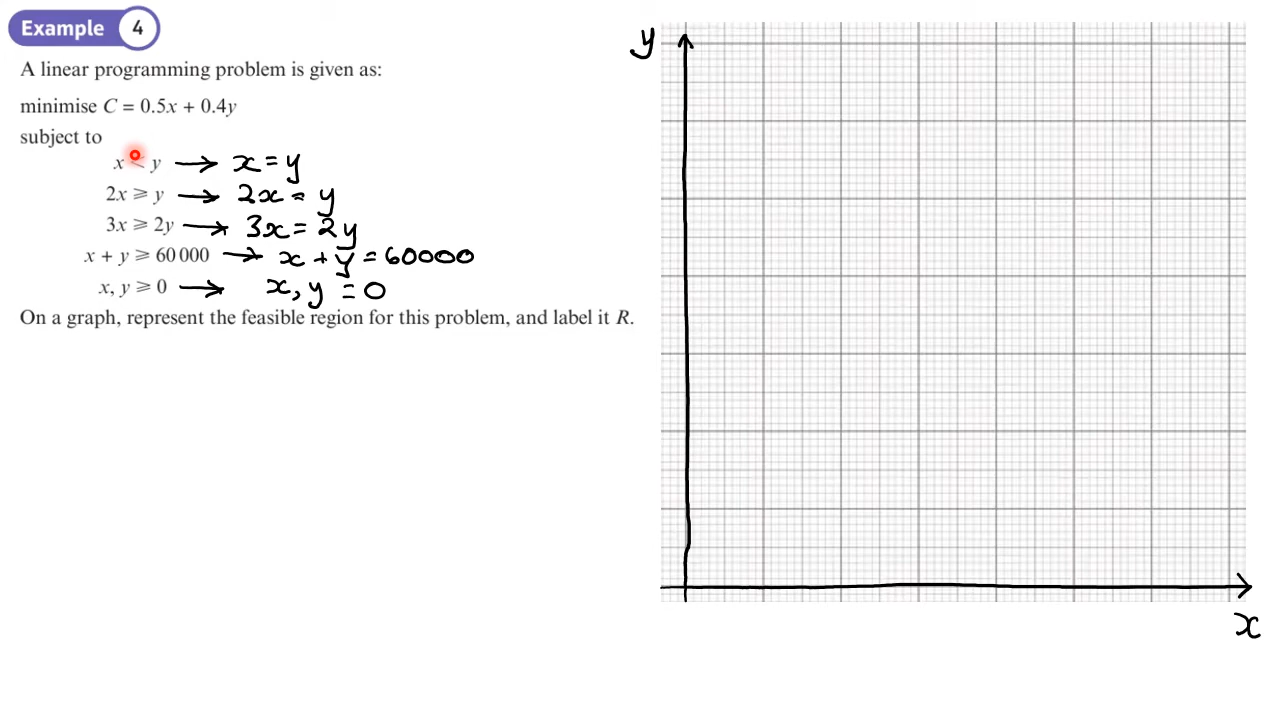 Example 4
A linear programming problem is given as:
minimise C = 0.5x + 0.4y
subject to
x < y → x = y
2x ⩾ y → 2x = y
3x ⩾ 2y → 3x = 2y
x + y ⩾ 60 000 → x + y = 60000
x, y ⩾ 0 → x, y = 0
On a graph, represent the feasible region for this problem, and label it R.
y
x